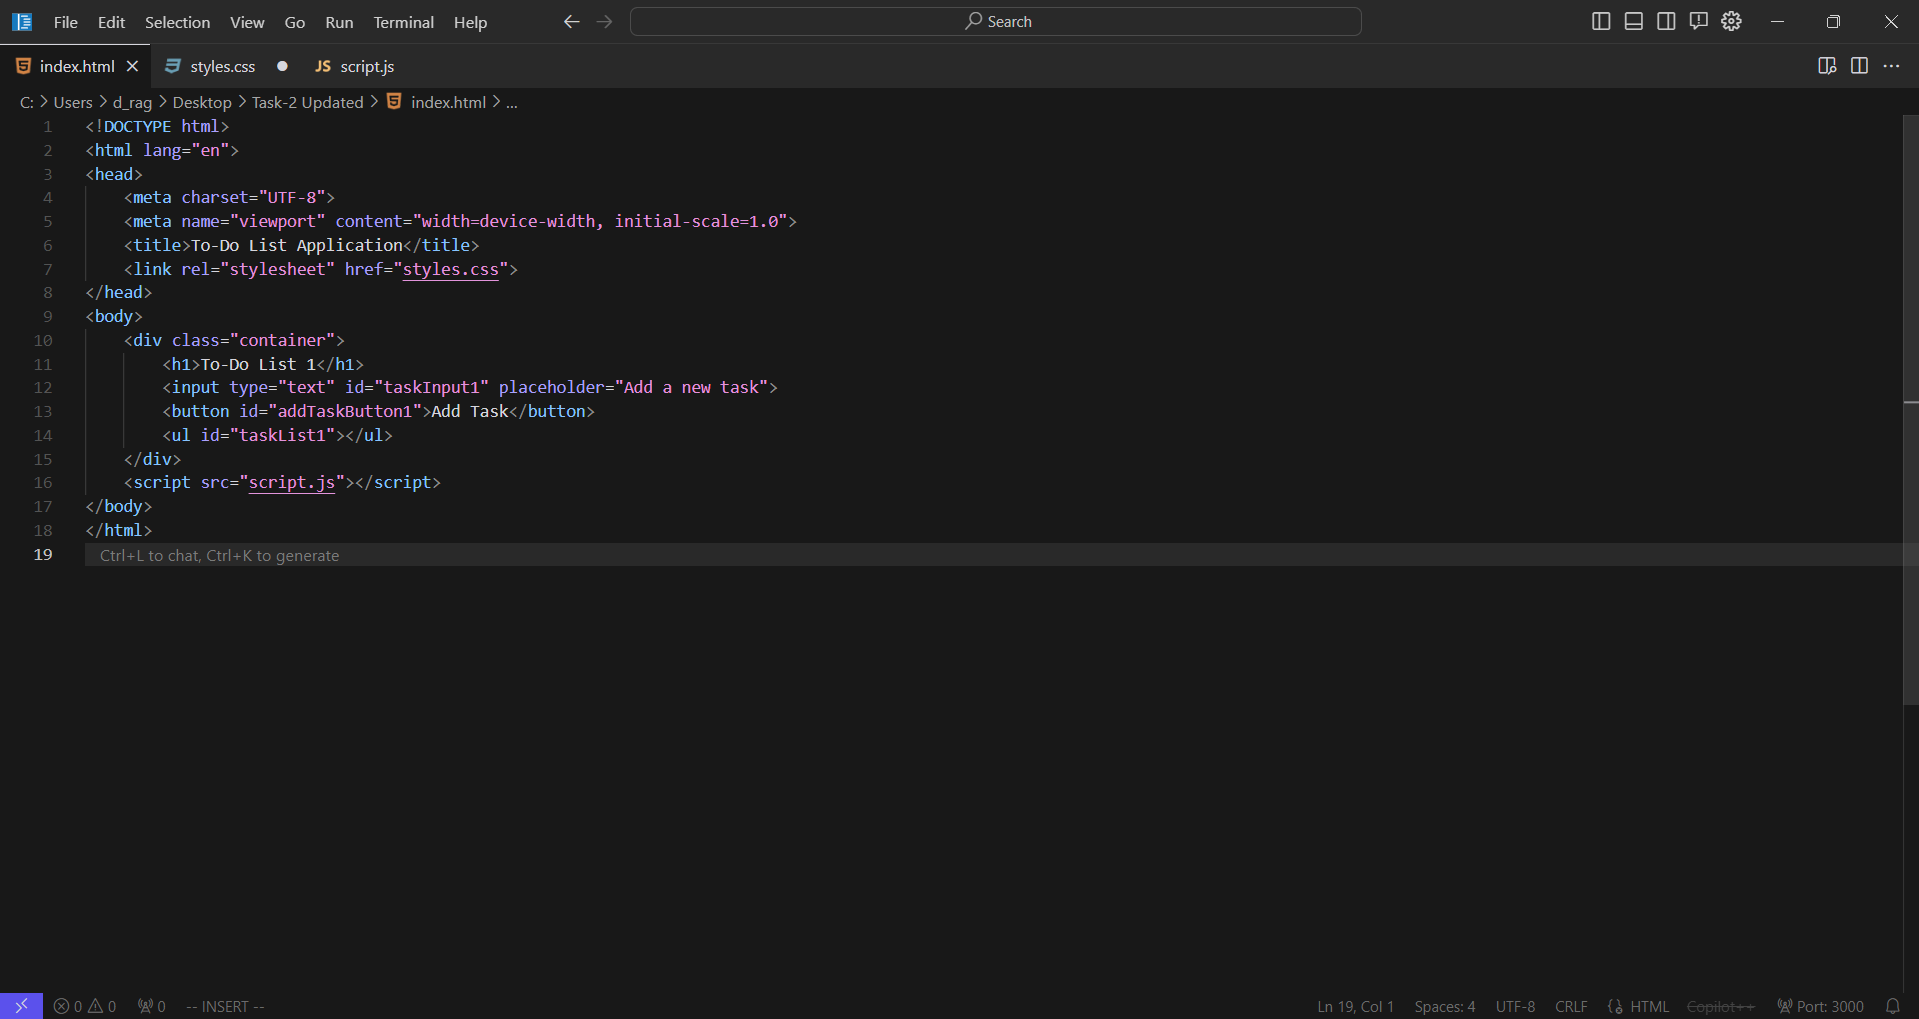 File Edit Selection View Go Run Terminal Help Search
index.html styles.css JS script.js
C: > Users > d_rag > Desktop > Task-2 Updated > index.html > ...
1 <!DOCTYPE html>
2 <html lang="en">
3 <head>
4     <meta charset="UTF-8">
5     <meta name="viewport" content="width=device-width, initial-scale=1.0">
6     <title>To-Do List Application</title>
7     <link rel="stylesheet" href="styles.css">
8 </head>
9 <body>
10     <div class="container">
11         <h1>To-Do List 1</h1>
12         <input type="text" id="taskInput1" placeholder="Add a new task">
13         <button id="addTaskButton1">Add Task</button>
14         <ul id="taskList1"></ul>
15     </div>
16     <script src="script.js"></script>
17 </body>
18 </html>
19 Ctrl+L to chat, Ctrl+K to generate
0 0 0 -- INSERT -- Ln 19, Col 1 Spaces: 4 UTF-8 CRLF HTML Copilot++ Port: 3000